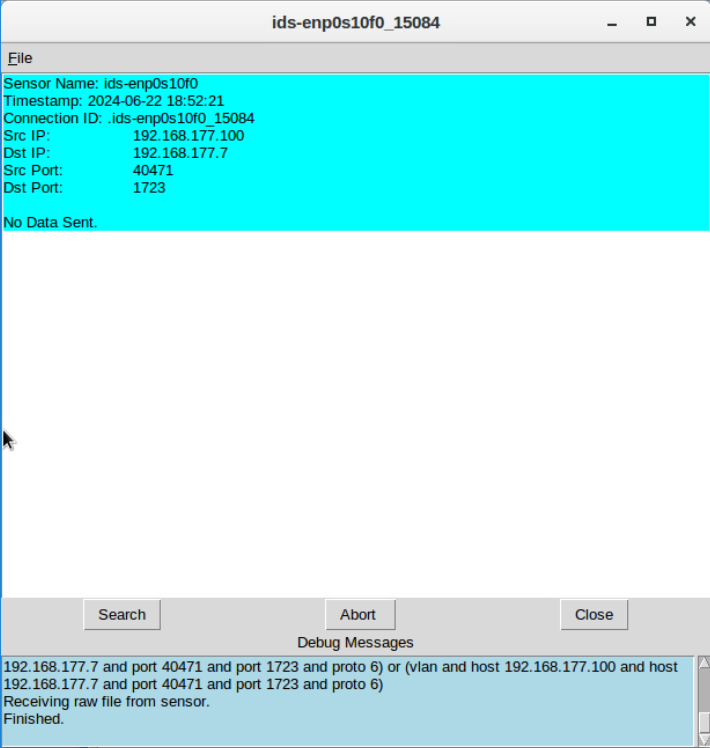 ids-enp0s10f0_15084
File
Sensor Name: ids-enp0s10f0
Timestamp: 2024-06-22 18:52:21
Connection ID: .ids-enp0s10f0_15084
Src IP: 192.168.177.100
Dst IP: 192.168.177.7
Src Port: 40471
Dst Port: 1723
No Data Sent.
Search Abort Close
Debug Messages
192.168.177.7 and port 40471 and port 1723 and proto 6) or (vlan and host 192.168.177.100 and host
192.168.177.7 and port 40471 and port 1723 and proto 6)
Receiving raw file from sensor.
Finished.